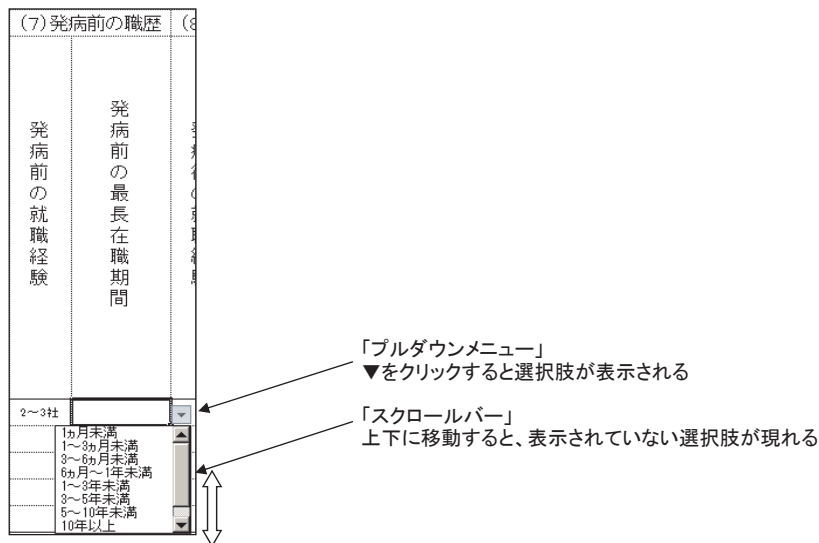 (7)発病前の職歴
(8
発病前の就職経験
発病前の最長在職期間
「プルダウンメニュー」
▼をクリックすると選択肢が表示される
2～3社
「スクロールバー」
上下に移動すると、表示されていない選択肢が現れる
1ヵ月未満
1～3ヵ月未満
3～6ヵ月未満
6ヵ月～1年未満
1～3年未満
3～5年未満
5～10年未満
10年以上